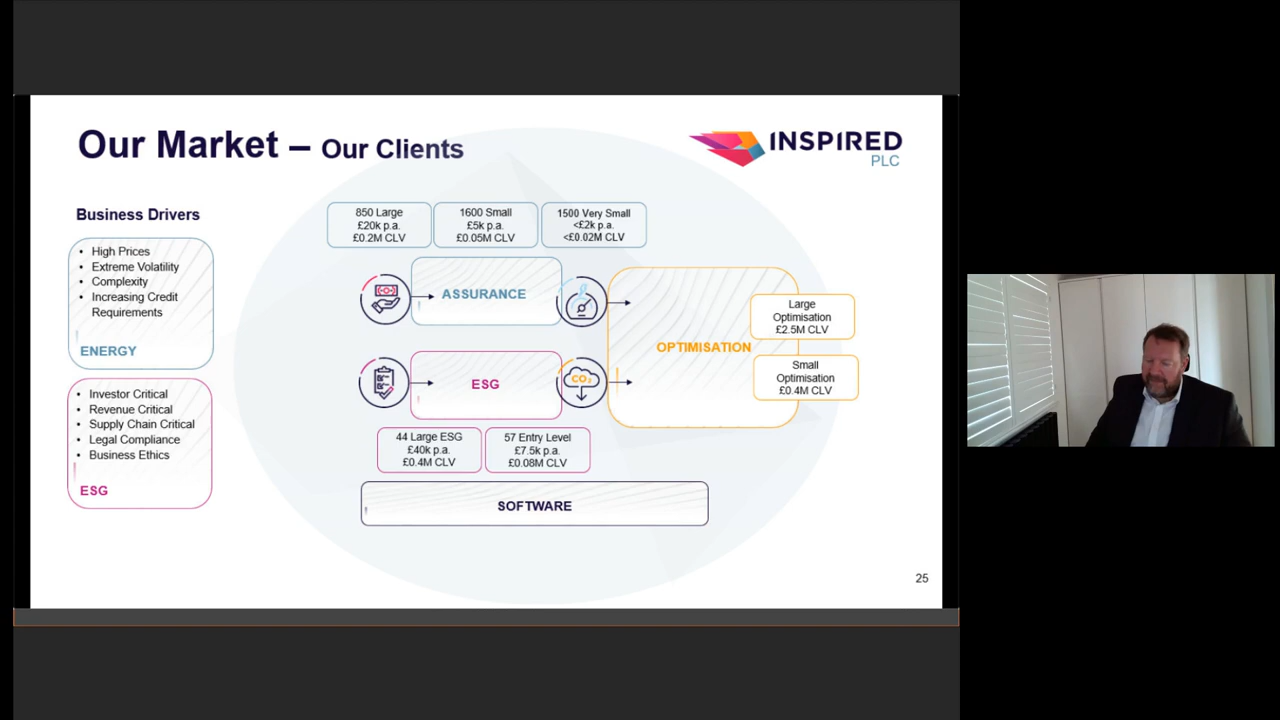 Our Market – Our Clients
INSPIRED
PLC
Business Drivers
• High Prices
• Extreme Volatility
• Complexity
• Increasing Credit
Requirements
ENERGY
• Investor Critical
• Revenue Critical
• Supply Chain Critical
• Legal Compliance
• Business Ethics
ESG
850 Large
£20k p.a.
£0.2M CLV
1600 Small
£5k p.a.
£0.05M CLV
1500 Very Small
<£2k p.a.
<£0.02M CLV
ASSURANCE
ESG
CO₂
OPTIMISATION
Large
Optimisation
£2.5M CLV
Small
Optimisation
£0.4M CLV
44 Large ESG
£40k p.a.
£0.4M CLV
57 Entry Level
£7.5k p.a.
£0.08M CLV
SOFTWARE
25